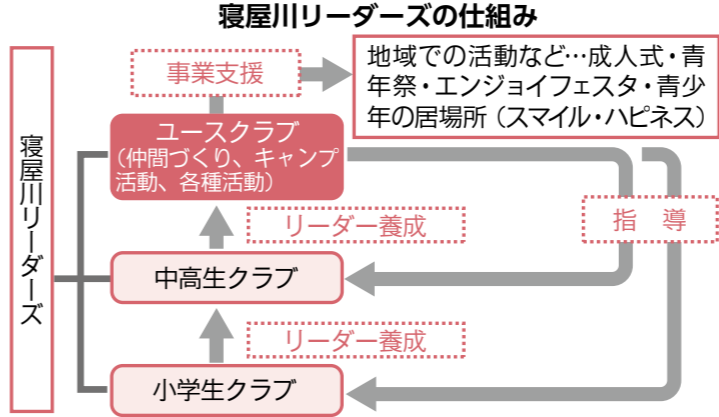 寝屋川リーダーズの仕組み
事業支援
地域での活動など…成人式・青
年祭・エンジョイフェスタ・青少
年の居場所（スマイル・ハピネス）
寝屋川リーダーズ
ユースクラブ
（仲間づくり、キャンプ
活動、各種活動）
リーダー養成
指　導
中高生クラブ
リーダー養成
小学生クラブ